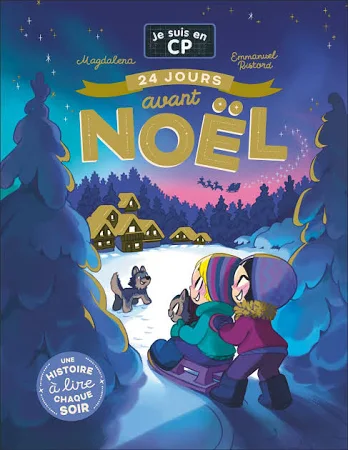 Je suis en
CP
Magdalena
Emmanuel
Ristord
24 JOURS
avant
NOËL
UNE
HISTOIRE
à lire
CHAQUE
SOIR